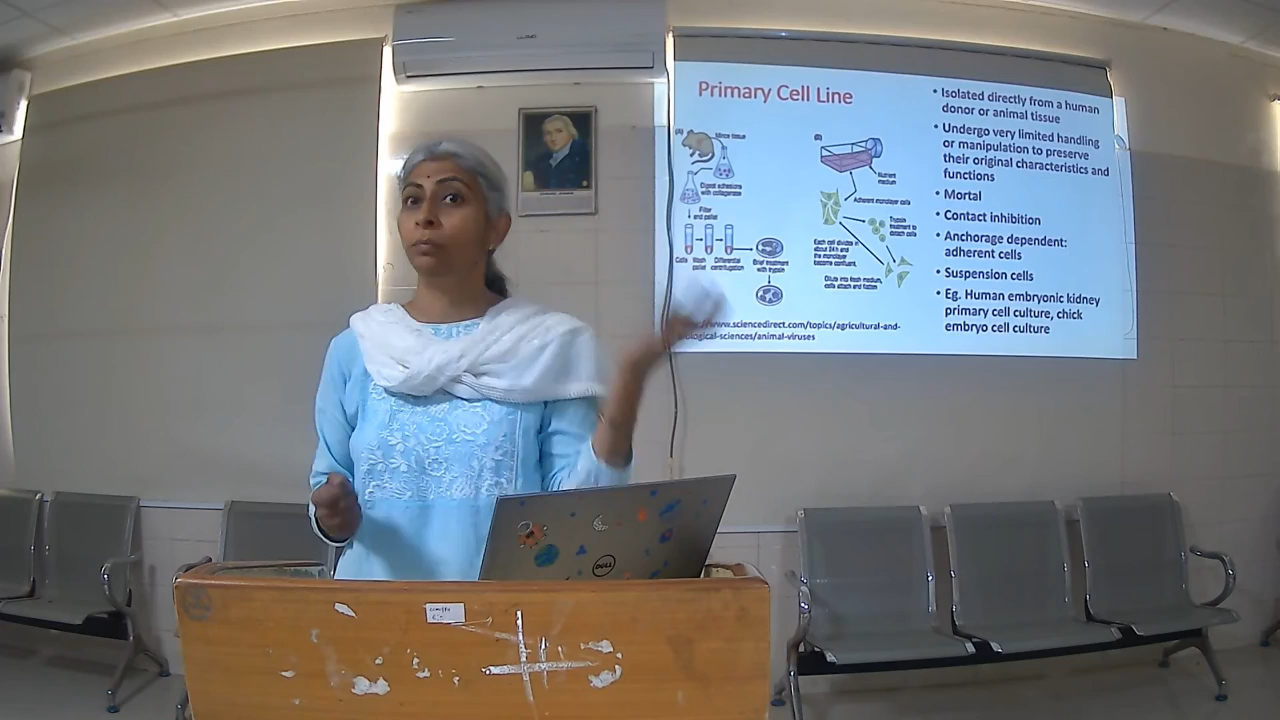 Primary Cell Line
(A)
Mince tissue
Digest adhesions
with collagenase
Filter
and pellet
Cells
Wash
pellet
Differential
centrifugation
Brief treatment
with trypsin
(B)
Nutrient
medium
Adherent monolayer cells
Trypsin
treatment to
detach cells
Each cell divides in
about 24 h and
the monolayer
become confluent.
Dilute into fresh medium,
cells attach and flatten
www.sciencedirect.com/topics/agricultural-and-
-sciences/animal-viruses
• Isolated directly from a human
donor or animal tissue
• Undergo very limited handling
or manipulation to preserve
their original characteristics and
functions
• Mortal
• Contact inhibition
• Anchorage dependent:
adherent cells
• Suspension cells
• Eg. Human embryonic kidney
primary cell culture, chick
embryo cell culture
DELL